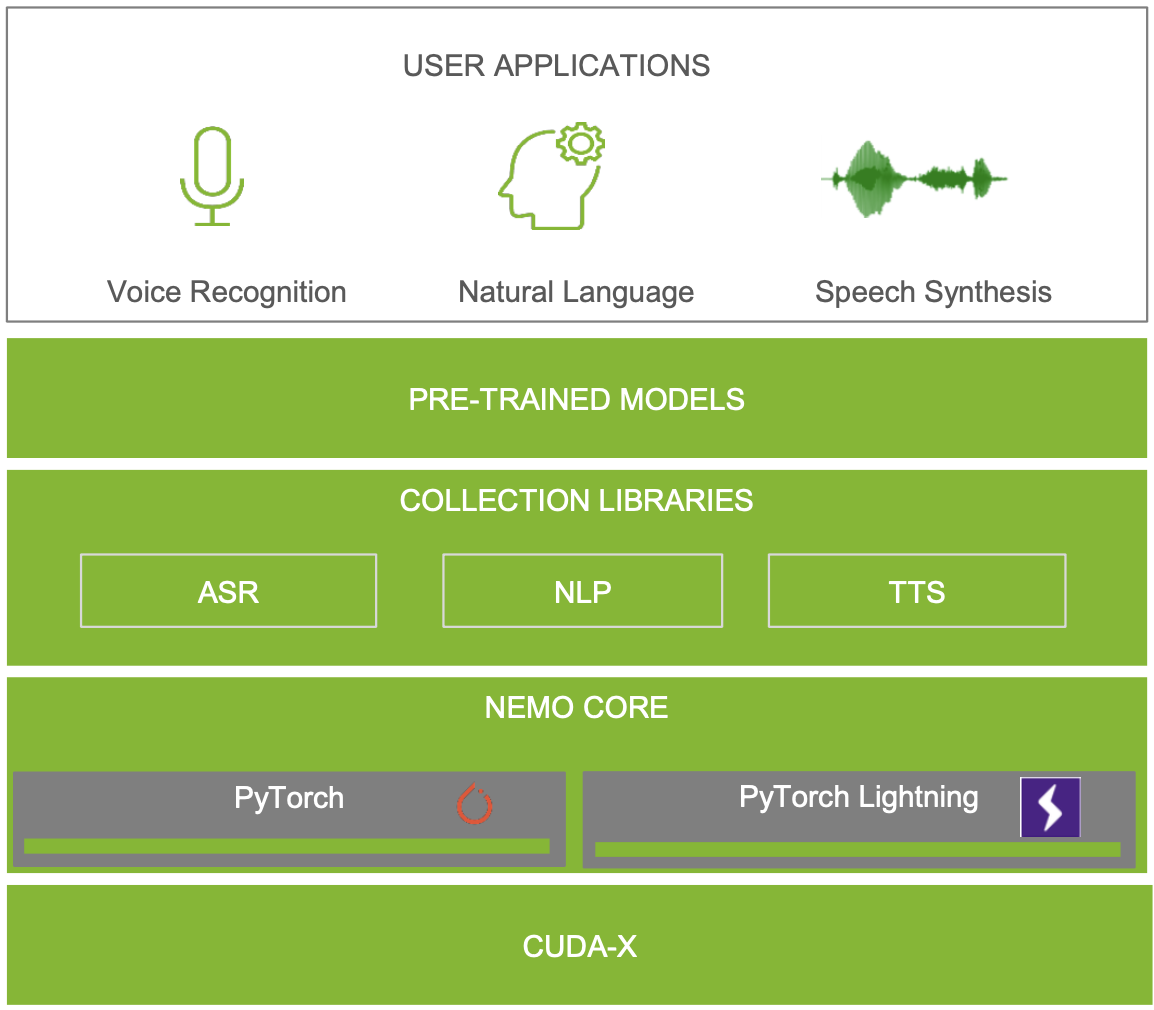 USER APPLICATIONS
Voice Recognition
Natural Language
Speech Synthesis
PRE-TRAINED MODELS
COLLECTION LIBRARIES
ASR
NLP
TTS
NEMO CORE
PyTorch
PyTorch Lightning
CUDA-X